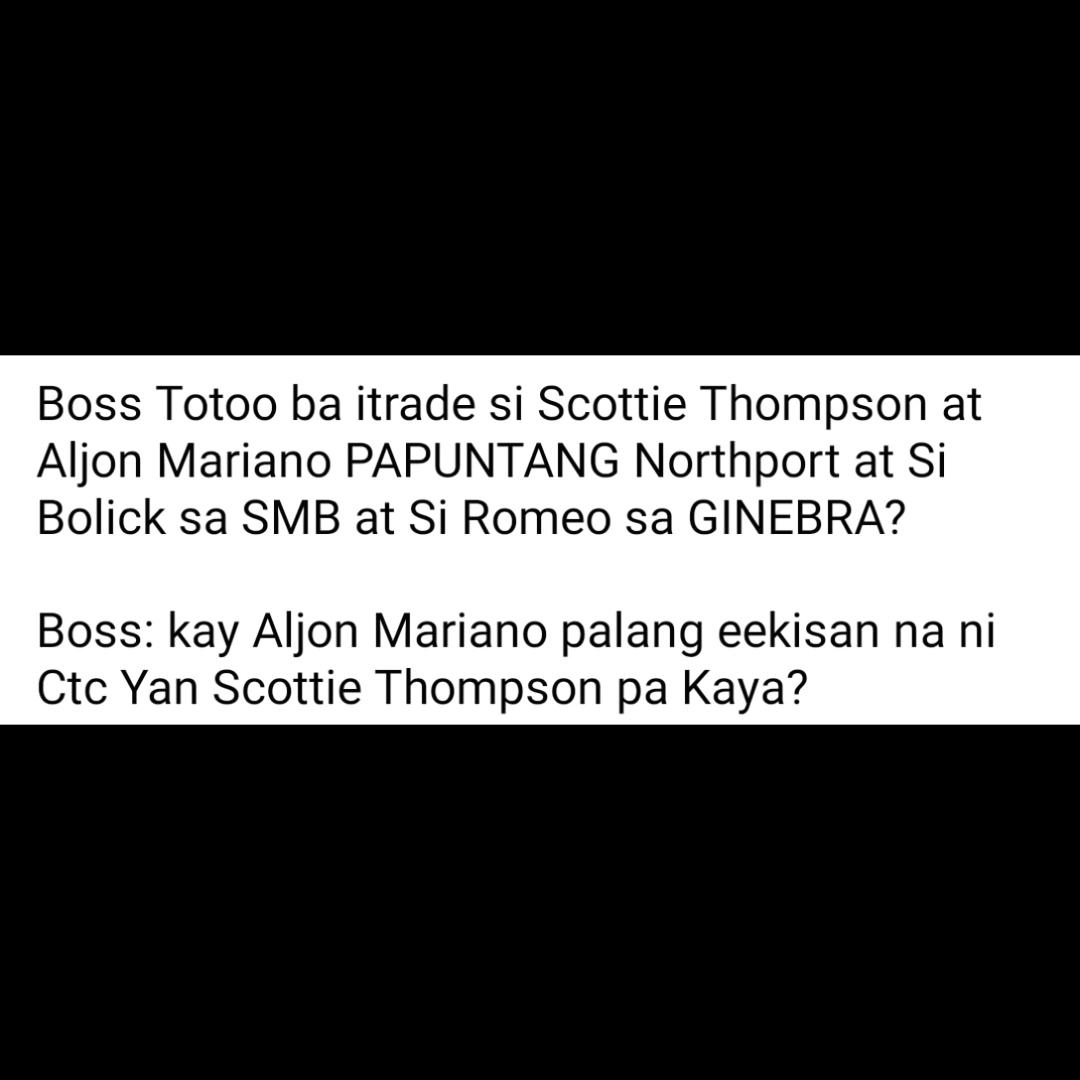 Boss Totoo ba itrade si Scottie Thompson at
Aljon Mariano PAPUNTANG Northport at Si
Bolick sa SMB at Si Romeo sa GINEBRA?
Boss: kay Aljon Mariano palang eekisan na ni
Ctc Yan Scottie Thompson pa Kaya?